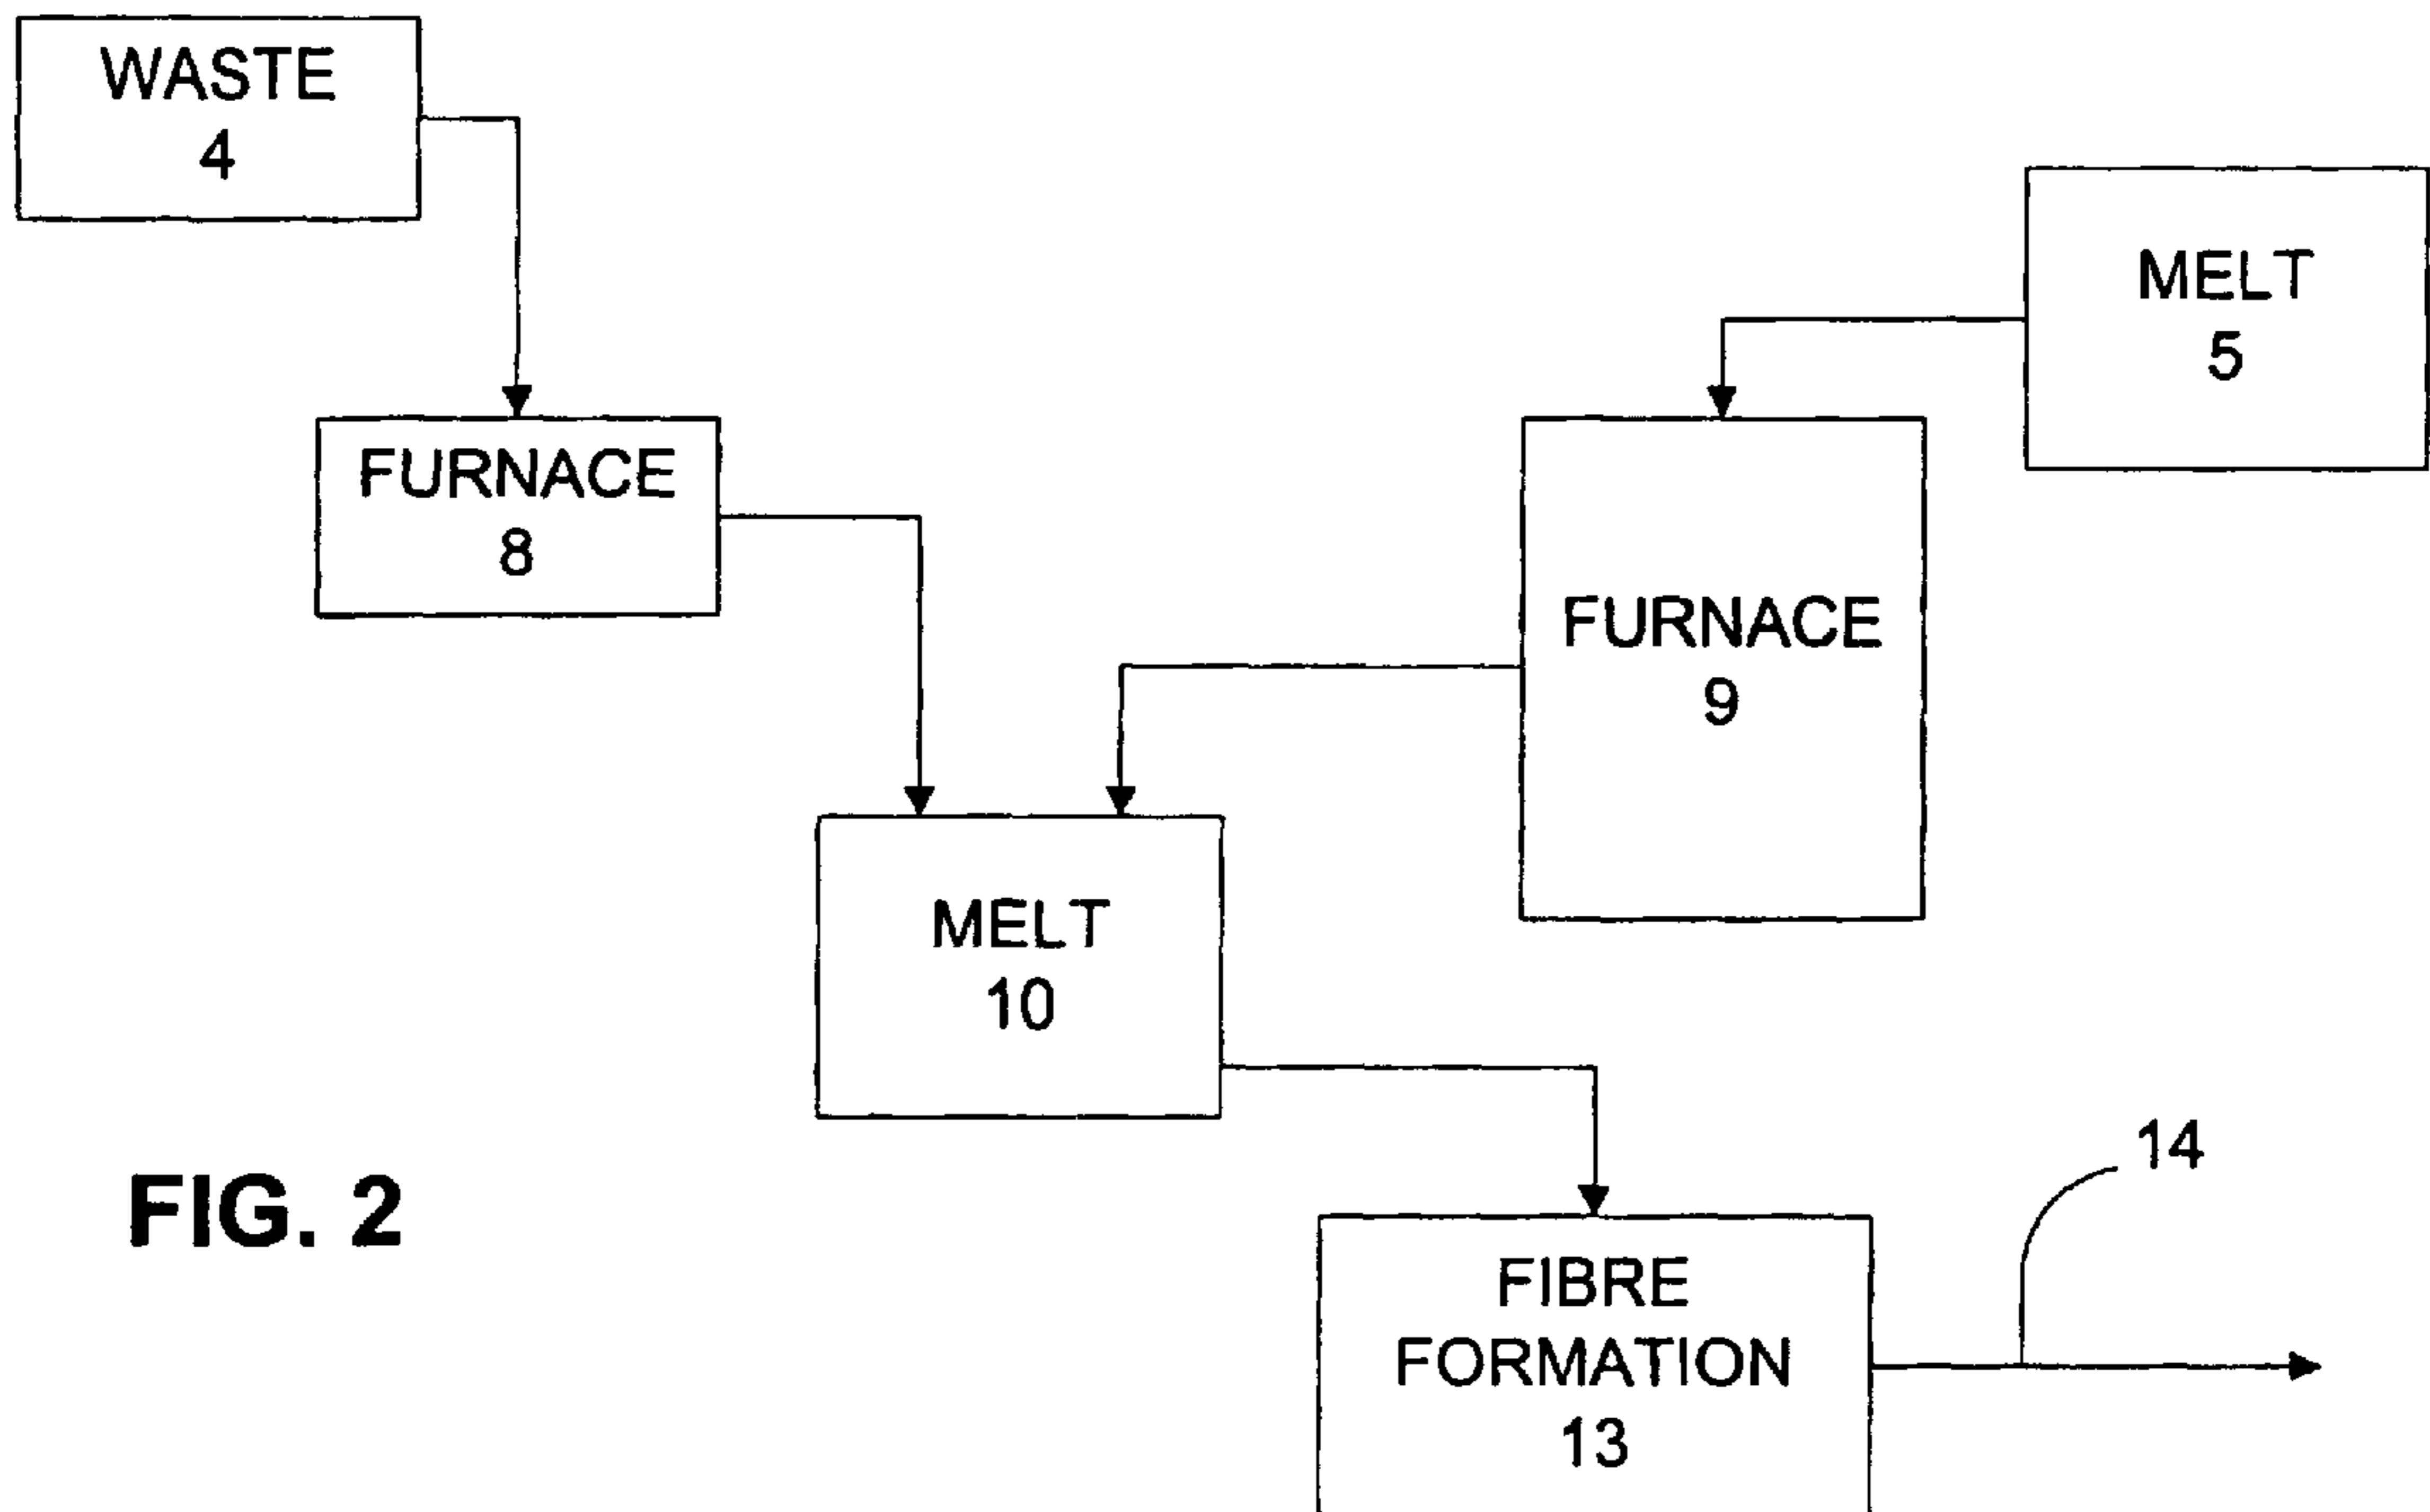 WASTE
4
MELT
5
FURNACE
8
FURNACE
9
MELT
10
FIG. 2
14
FIBRE
FORMATION
13